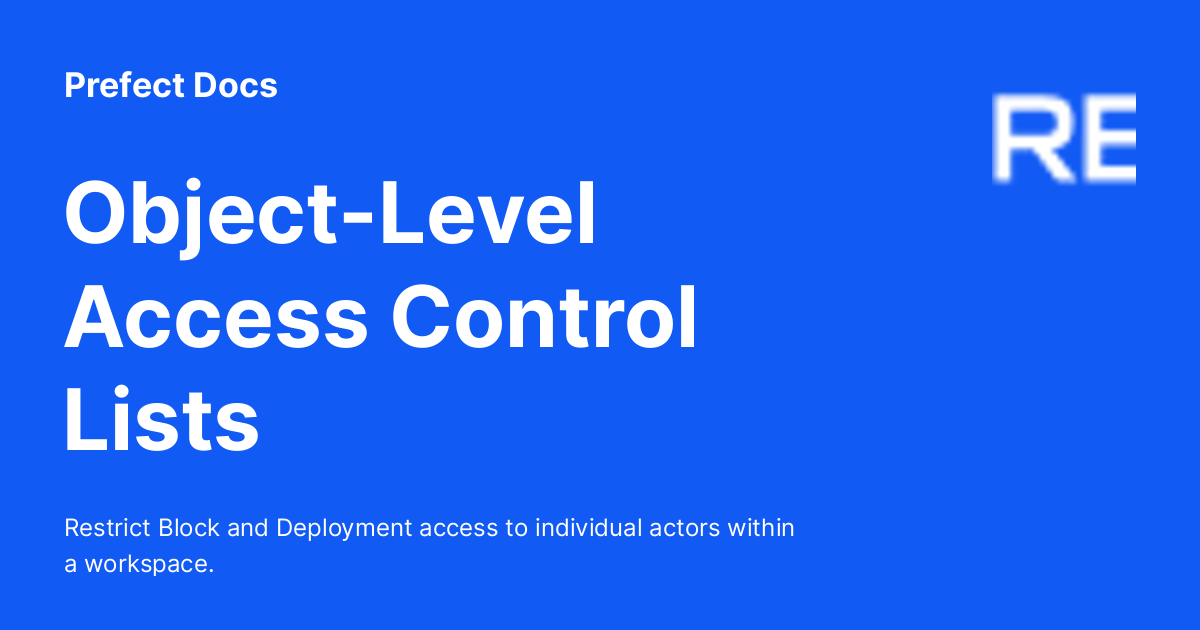 Prefect Docs
RE
Object-Level
Access Control
Lists
Restrict Block and Deployment access to individual actors within
a workspace.